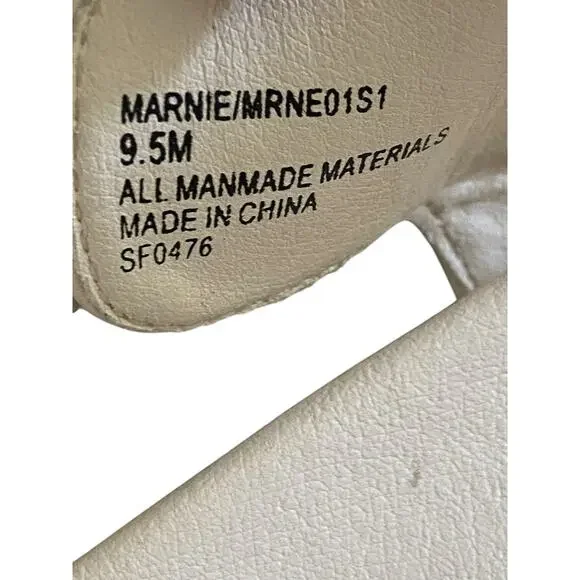 MARNIE/MRNE01S1
9.5M
ALL MANMADE MATERIALS
MADE IN CHINA
SF0476